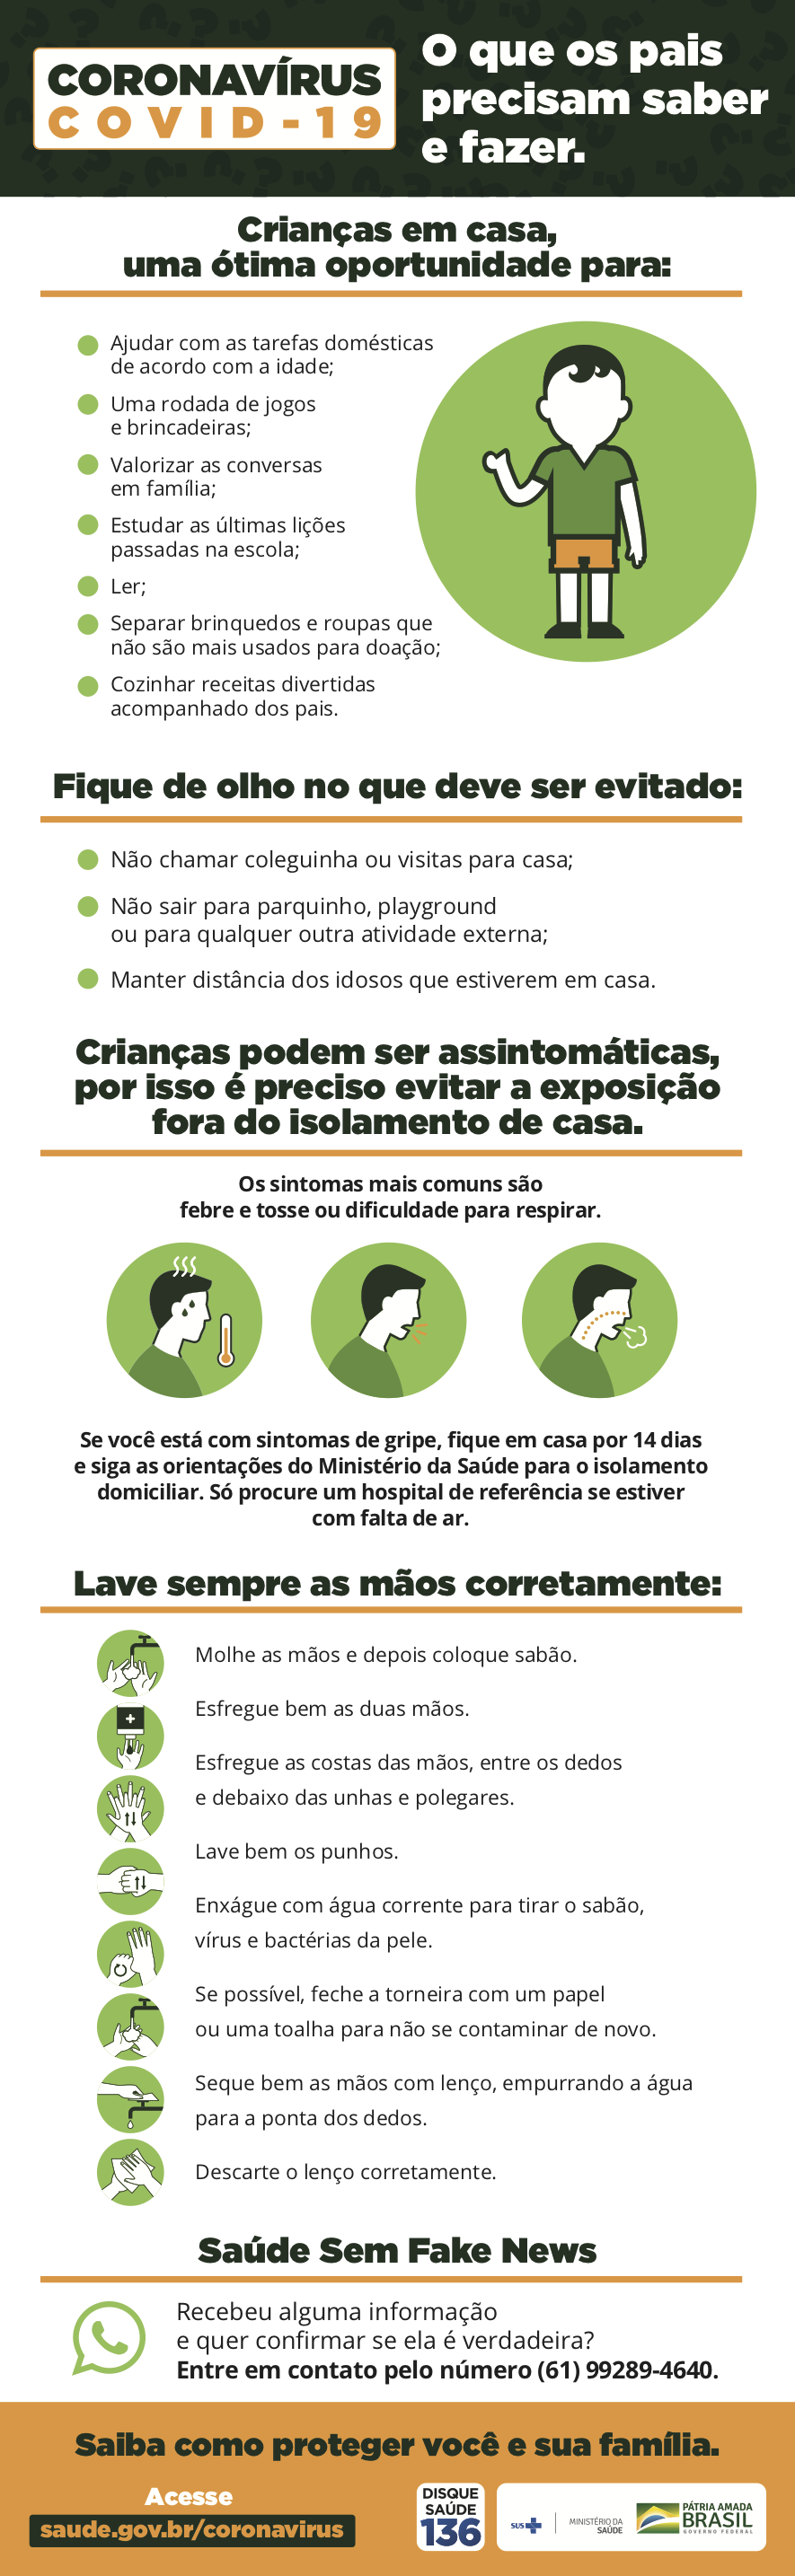 CORONAVÍRUS
COVID-19
O que os pais
precisam saber
e fazer.
Crianças em casa,
uma ótima oportunidade para:
Ajudar com as tarefas domésticas
de acordo com a idade;
Uma rodada de jogos
e brincadeiras;
Valorizar as conversas
em família;
Estudar as últimas lições
passadas na escola;
Ler;
Separar brinquedos e roupas que
não são mais usados para doação;
Cozinhar receitas divertidas
acompanhado dos pais.
Fique de olho no que deve ser evitado:
Não chamar coleguinha ou visitas para casa;
Não sair para parquinho, playground
ou para qualquer outra atividade externa;
Manter distância dos idosos que estiverem em casa.
Crianças podem ser assintomáticas,
por isso é preciso evitar a exposição
fora do isolamento de casa.
Os sintomas mais comuns são
febre e tosse ou dificuldade para respirar.
Se você está com sintomas de gripe, fique em casa por 14 dias
e siga as orientações do Ministério da Saúde para o isolamento
domiciliar. Só procure um hospital de referência se estiver
com falta de ar.
Lave sempre as mãos corretamente:
Molhe as mãos e depois coloque sabão.
Esfregue bem as duas mãos.
Esfregue as costas das mãos, entre os dedos
e debaixo das unhas e polegares.
Lave bem os punhos.
Enxágue com água corrente para tirar o sabão,
vírus e bactérias da pele.
Se possível, feche a torneira com um papel
ou uma toalha para não se contaminar de novo.
Seque bem as mãos com lenço, empurrando a água
para a ponta dos dedos.
Descarte o lenço corretamente.
Saúde Sem Fake News
Recebeu alguma informação
e quer confirmar se ela é verdadeira?
Entre em contato pelo número (61) 99289-4640.
Saiba como proteger você e sua família.
Acesse
saude.gov.br/coronavirus
DISQUE
SAÚDE
136
SUS
MINISTÉRIO DA
SAÚDE
PÁTRIA AMADA
BRASIL
GOVERNO FEDERAL